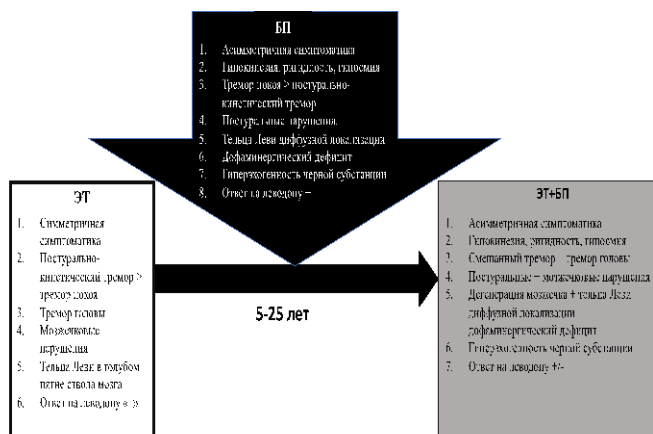 БП
1. Асимметричная симптоматика
2. Гипокинезия, ригидность, гипосмия
3. Тремор покоя > постурально-
кинетический тремор
4. Постуральные нарушения
5. Тельца Леви диффузной локализации
6. Дофаминергический дефицит
7. Гиперэхогенность черной субстанции
8. Ответ на леводопу +
ЭТ
1. Симметричная
симптоматика
2. Постурально-
кинетический тремор >
тремор покоя
3. Тремор головы
4. Мозжечковые
нарушения
5. Тельца Леви в голубом
пятне ствола мозга
6. Ответ на леводопу
5-25 лет
ЭТ+БП
1. Асимметричная симптоматика
2. Гипокинезия, ригидность, гипосмия
3. Смешанный тремор тремор головы
4. Постуральные + мозжечковые нарушения
5. Дегенерация мозжечка + тельца Леви
диффузной локализации
дофаминергический дефицит
6. Гиперэхогенность черной субстанции
7. Ответ на леводопу +/-